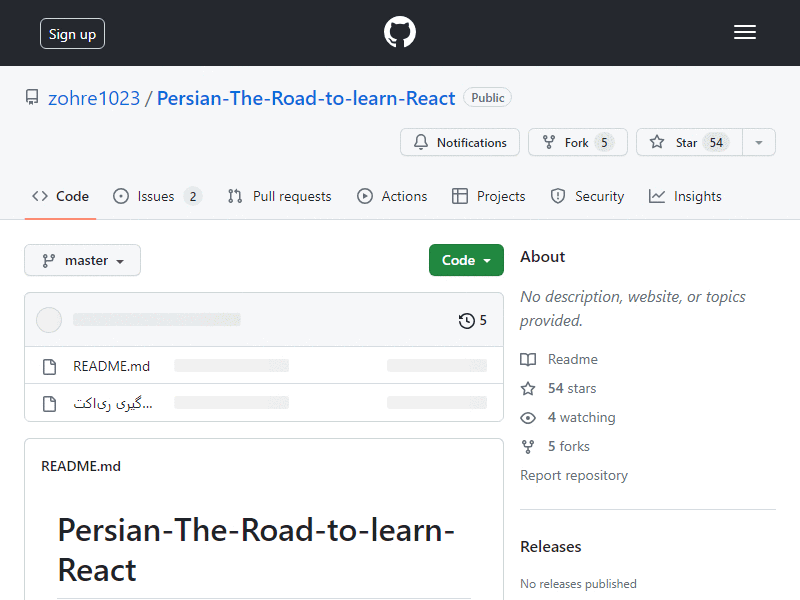 Sign up
zohre1023 / Persian-The-Road-to-learn-React Public
Notifications Fork 5 Star 54
Code Issues 2 Pull requests Actions Projects Security Insights
master Code
5
README.md
گیری ری‌اکت...
README.md
Persian-The-Road-to-learn-
React
About
No description, website, or topics
provided.
Readme
54 stars
4 watching
5 forks
Report repository
Releases
No releases published